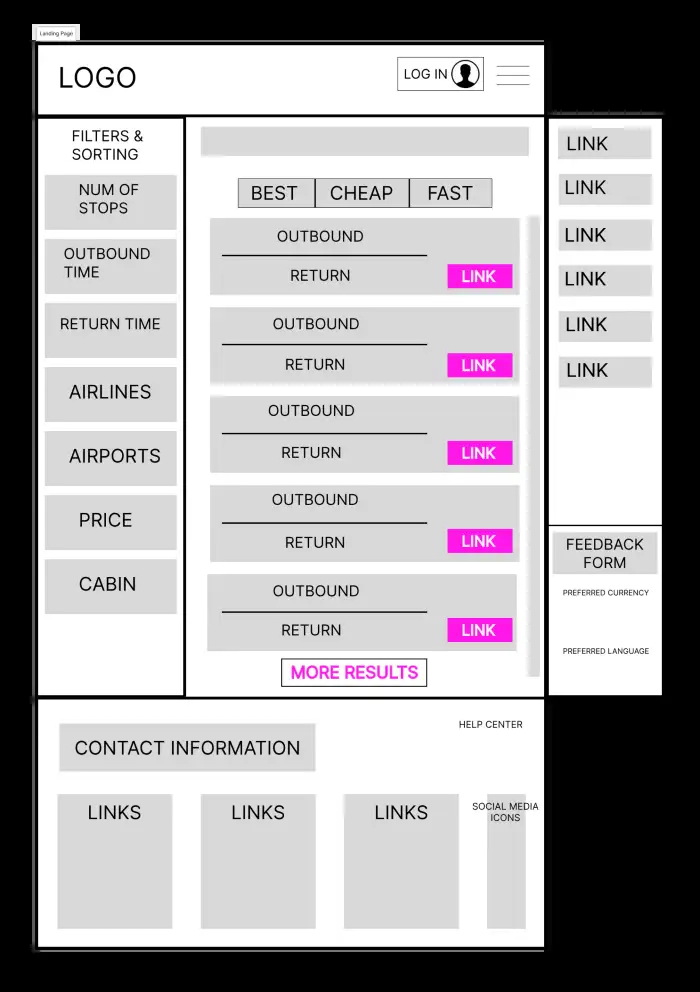 Landing Page
LOGO
LOG IN
FILTERS &
SORTING
NUM OF
STOPS
OUTBOUND
TIME
RETURN TIME
AIRLINES
AIRPORTS
PRICE
CABIN
BEST
CHEAP
FAST
OUTBOUND
RETURN
LINK
OUTBOUND
RETURN
LINK
OUTBOUND
RETURN
LINK
OUTBOUND
RETURN
LINK
OUTBOUND
RETURN
LINK
MORE RESULTS
LINK
LINK
LINK
LINK
LINK
LINK
FEEDBACK
FORM
PREFERRED CURRENCY
PREFERRED LANGUAGE
CONTACT INFORMATION
HELP CENTER
LINKS
LINKS
LINKS
SOCIAL MEDIA
ICONS